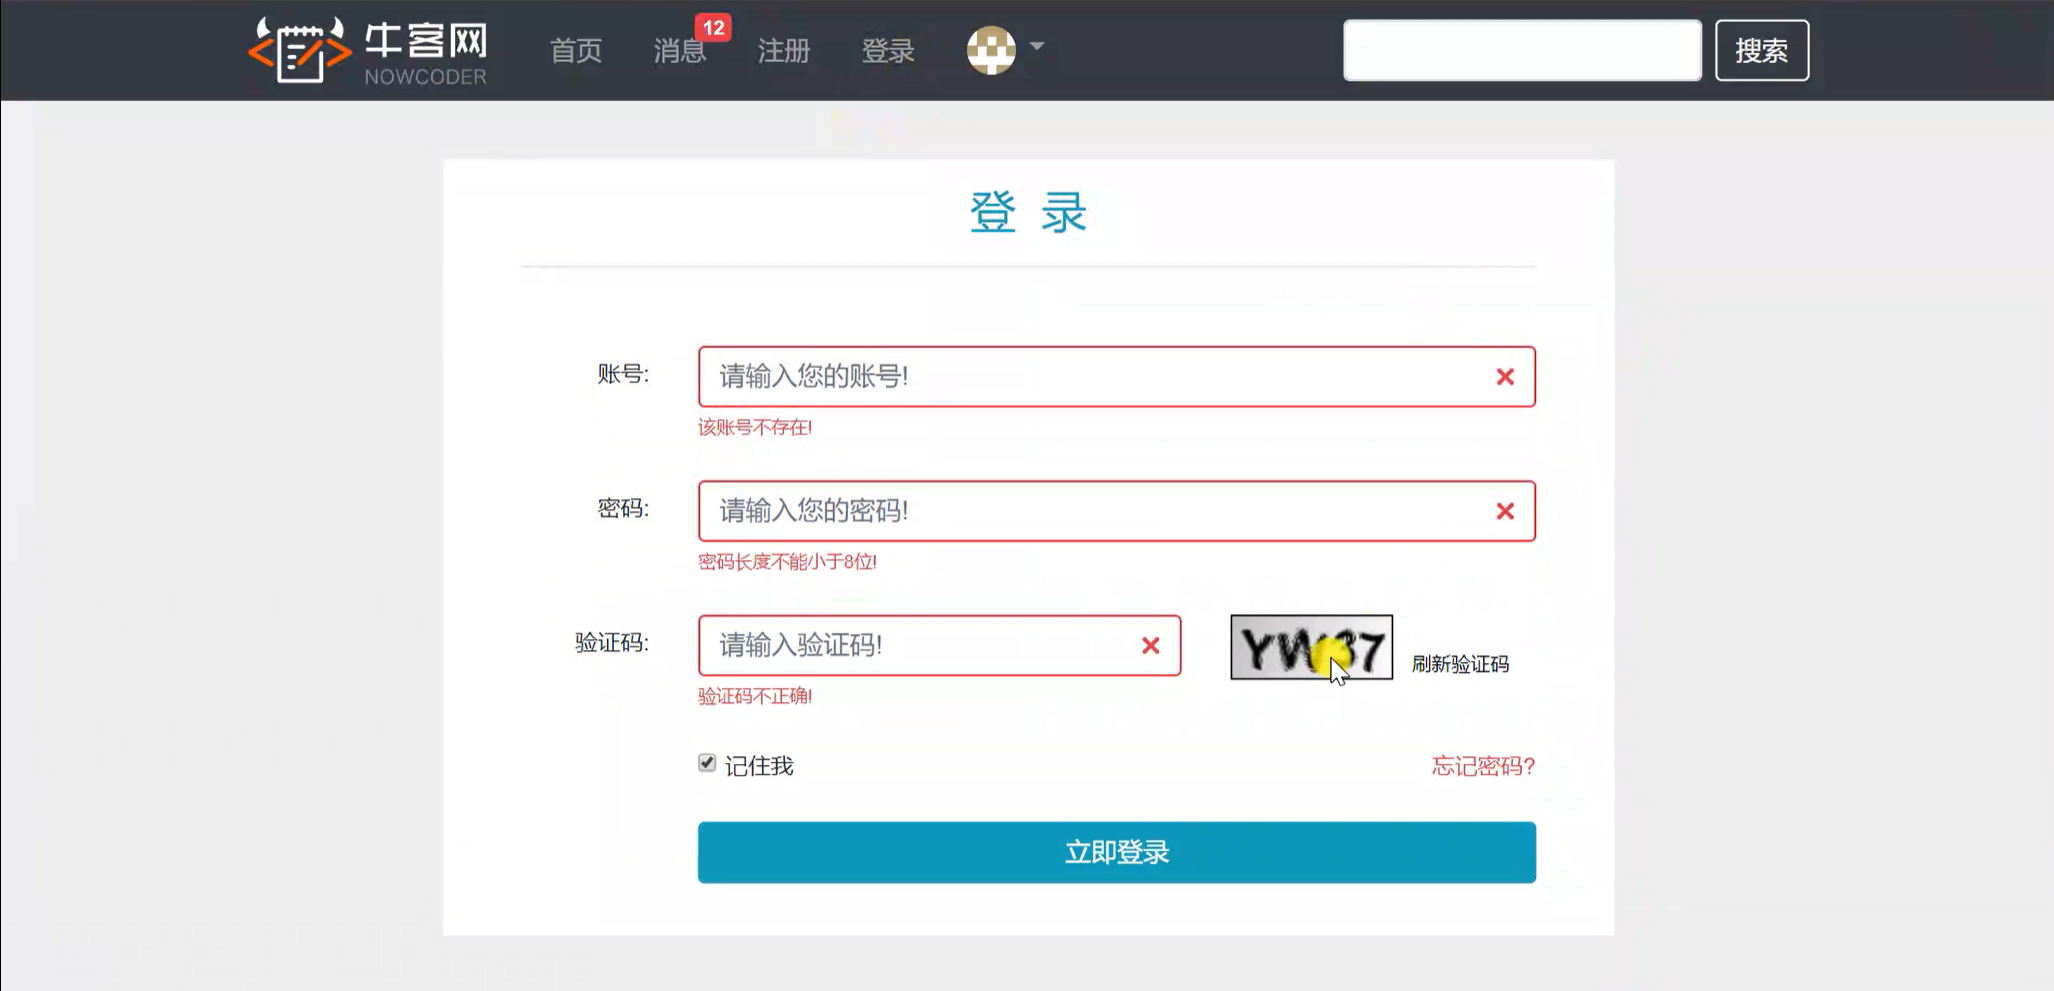 牛客网
NOWCODER
首页 消息 12 注册 登录
搜索
登 录
账号: 请输入您的账号!
该账号不存在!
密码: 请输入您的密码!
密码长度不能小于8位!
验证码: 请输入验证码! 刷新验证码
验证码不正确!
记住我 忘记密码?
立即登录